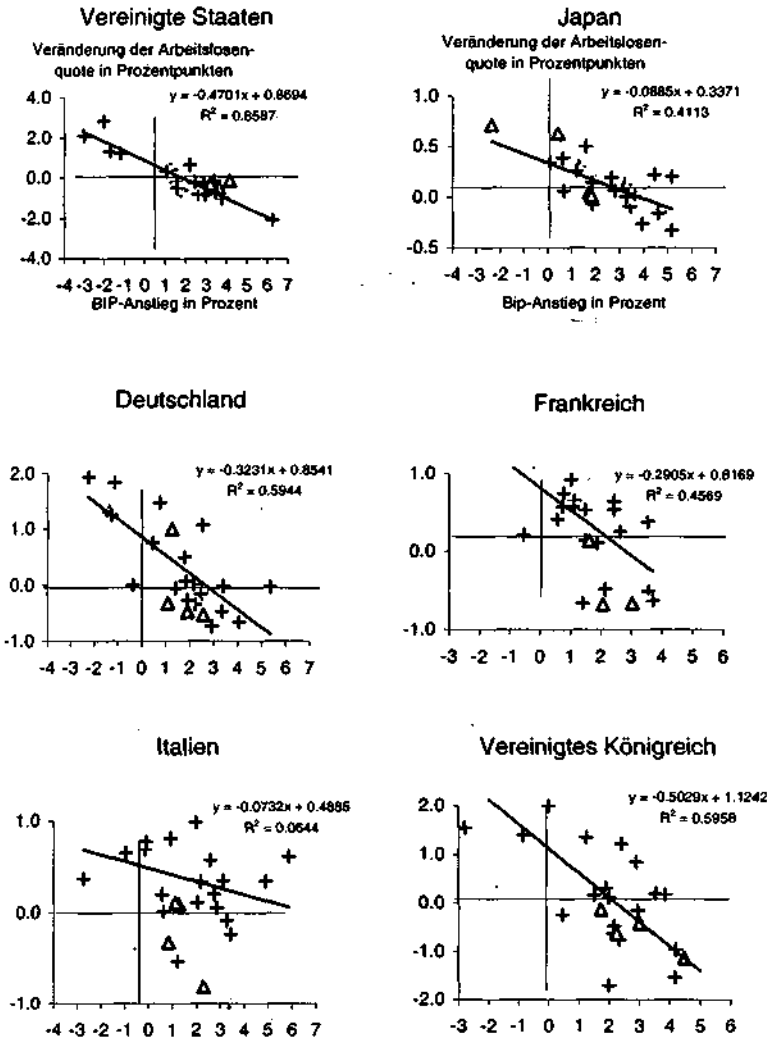 Vereinigte Staaten
Veränderung der Arbeitslosen-
quote in Prozentpunkten
y = -0.4701x + 0.8694
R² = 0.8587
4.0
2.0
0.0
-2.0
-4.0
-4 -3 -2 -1 0 1 2 3 4 5 6 7
BIP-Anstieg in Prozent
Japan
Veränderung der Arbeitslosen-
quote in Prozentpunkten
y = -0.0885x + 0.3371
R² = 0.4113
1.0
0.5
0.0
-0.5
-4 -3 -2 -1 0 1 2 3 4 5 6
Bip-Anstieg in Prozent
Deutschland
y = -0.3231x + 0.8541
R² = 0.5944
2.0
1.0
0.0
-1.0
-4 -3 -2 -1 0 1 2 3 4 5 6 7
Frankreich
y = -0.2905x + 0.8169
R² = 0.4569
1.0
0.0
-1.0
-3 -2 -1 0 1 2 3 4 5 6
Italien
y = -0.0732x + 0.4885
R² = 0.0644
1.0
0.0
-1.0
-4 -3 -2 -1 0 1 2 3 4 5 6 7
Vereinigtes Königreich
y = -0.5029x + 1.1242
R² = 0.5958
2.0
1.0
0.0
-1.0
-2.0
-3 -2 -1 0 1 2 3 4 5 6